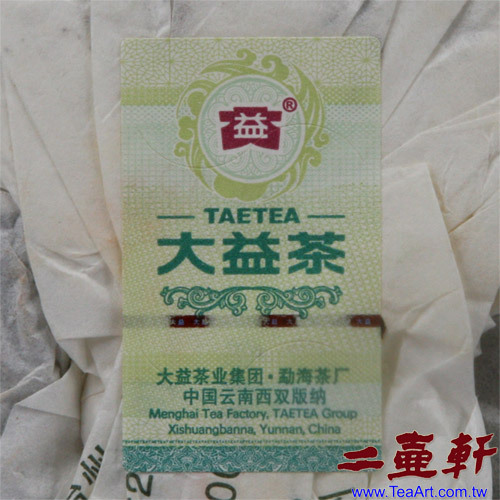 益®
TAETEA
大益茶
大益茶业集团·勐海茶厂
中国云南西双版纳
Menghai Tea Factory, TAETEA Group
Xishuangbanna, Yunnan, China
二壺軒
www.TeaArt.com.tw